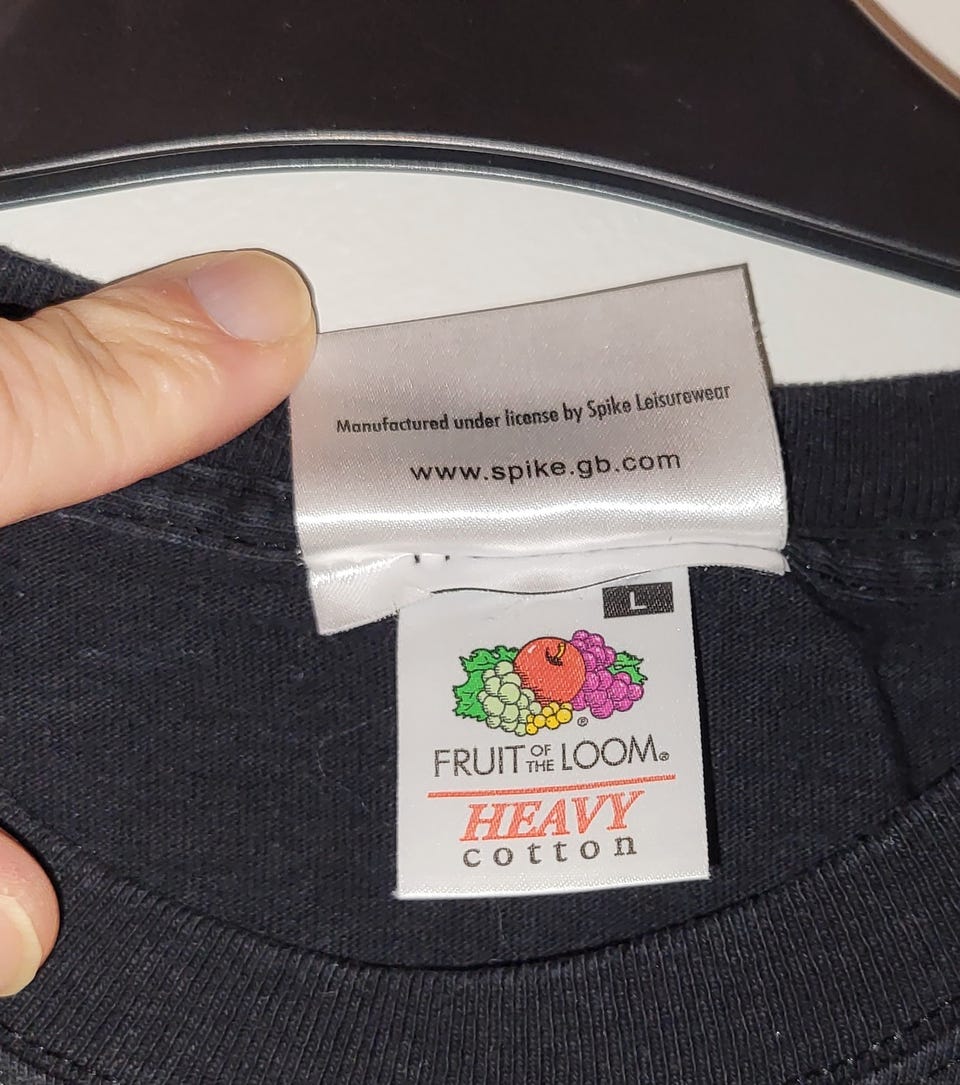 Manufactured under license by Spike Leisurewear
www.spike.gb.com
L
®
FRUIT OF THE LOOM®
HEAVY
cotton